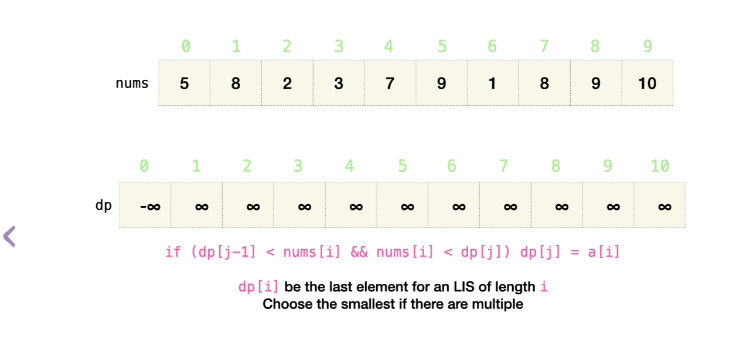 0 1 2 3 4 5 6 7 8 9
nums 5 8 2 3 7 9 1 8 9 10
0 1 2 3 4 5 6 7 8 9 10
dp -∞ ∞ ∞ ∞ ∞ ∞ ∞ ∞ ∞ ∞ ∞
if (dp[j-1] < nums[i] && nums[i] < dp[j]) dp[j] = a[i]
dp[i] be the last element for an LIS of length i
Choose the smallest if there are multiple